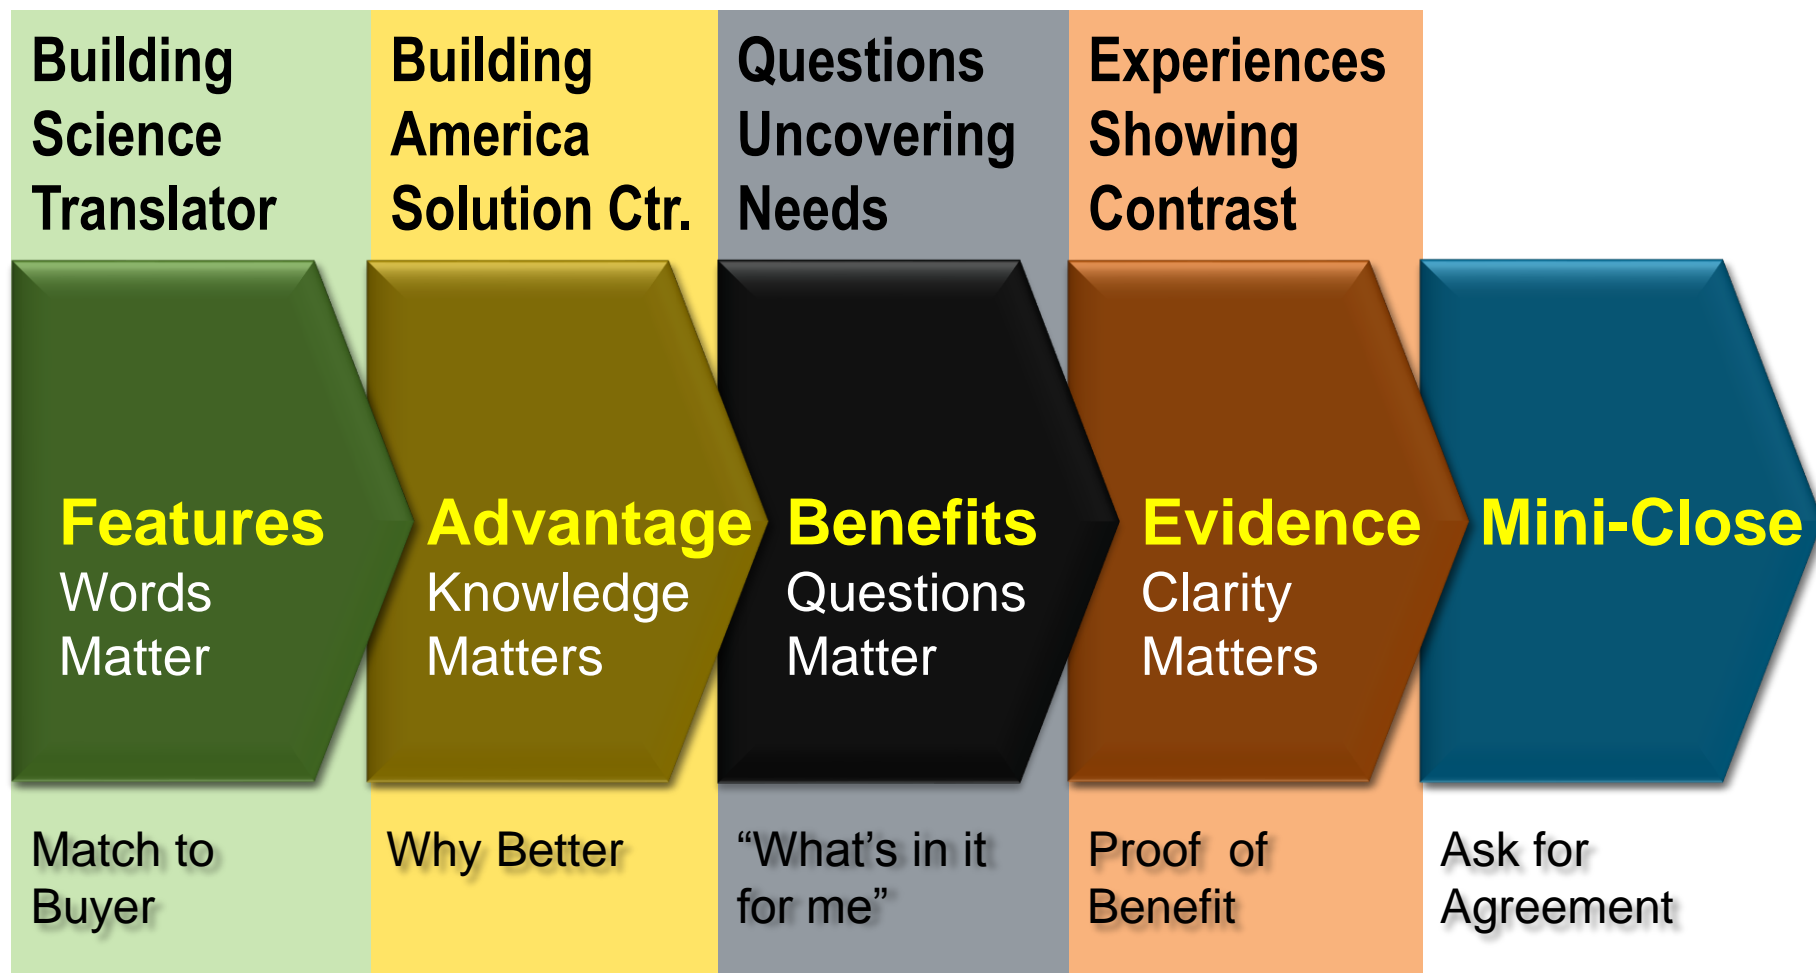 Building
Science
Translator
Building
America
Solution Ctr.
Questions
Uncovering
Needs
Experiences
Showing
Contrast
Features
Words
Matter
Advantage
Knowledge
Matters
Benefits
Questions
Matter
Evidence
Clarity
Matters
Mini-Close
Match to
Buyer
Why Better
“What’s in it
for me”
Proof of
Benefit
Ask for
Agreement